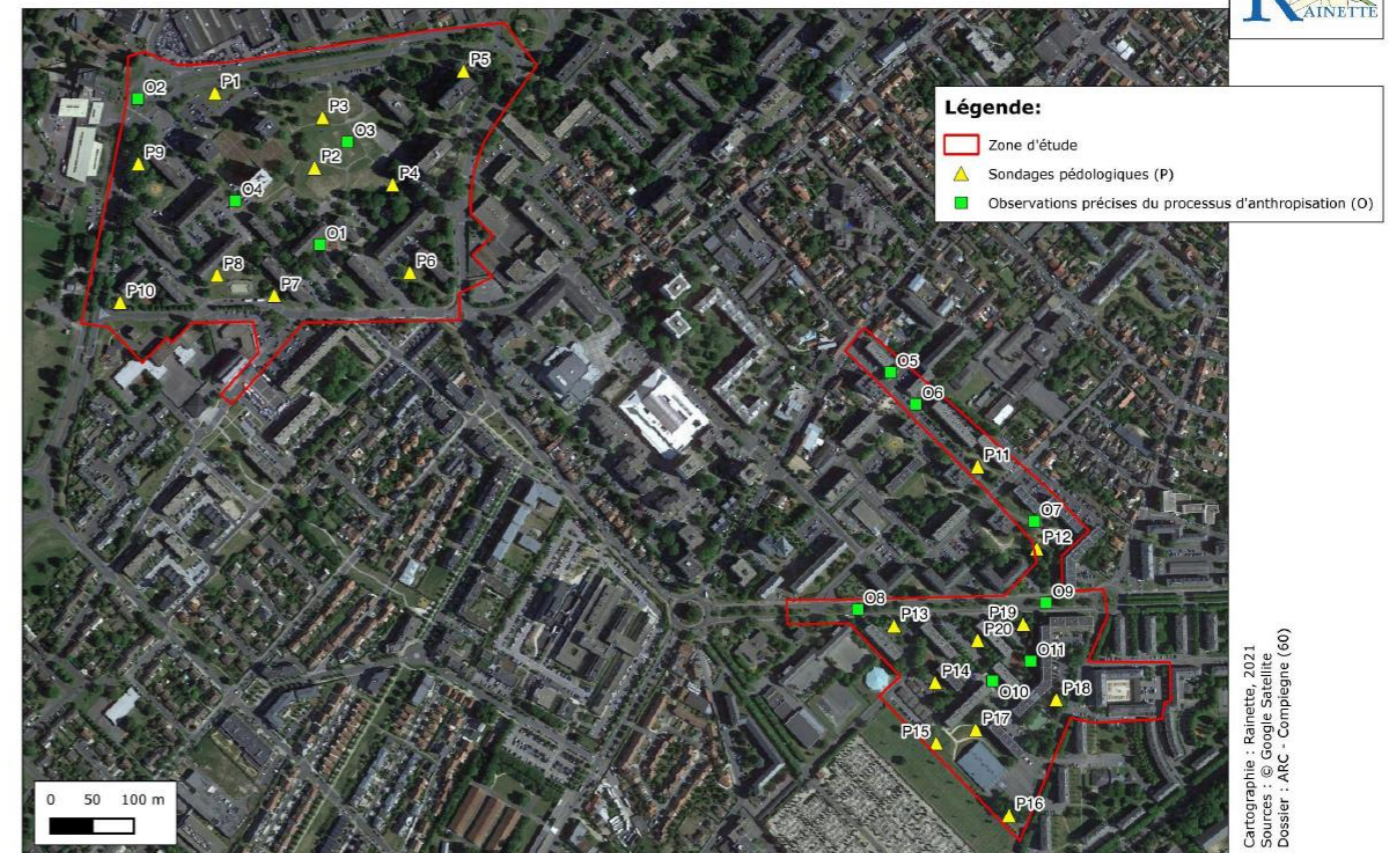 RAINETTE
Légende:
Zone d'étude
Sondages pédologiques (P)
Observations précises du processus d'anthropisation (O)
P5
O2
P1
P3
O3
P9
P2
P4
O4
O1
P6
P8
P7
P10
O5
O6
P11
O7
P12
O9
O8
P13
P19
P20
O11
P14
O10
P18
P17
P15
P16
0 50 100 m
Cartographie : Rainette, 2021
Sources : © Google Satellite
Dossier : ARC - Compiegne (60)